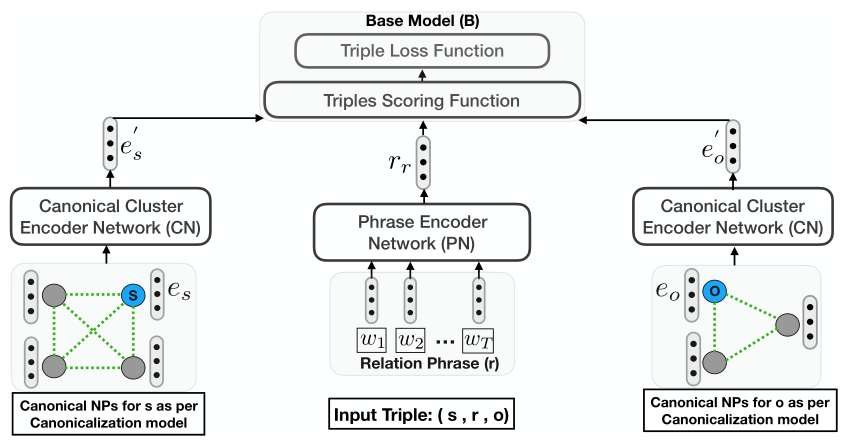 Base Model (B)
Triple Loss Function
Triples Scoring Function
e's
rr
e'o
Canonical Cluster
Encoder Network (CN)
Phrase Encoder
Network (PN)
Canonical Cluster
Encoder Network (CN)
S
es
w1 w2 ... wT
Relation Phrase (r)
eo
O
Canonical NPs for s as per
Canonicalization model
Input Triple: ( s , r , o)
Canonical NPs for o as per
Canonicalization model